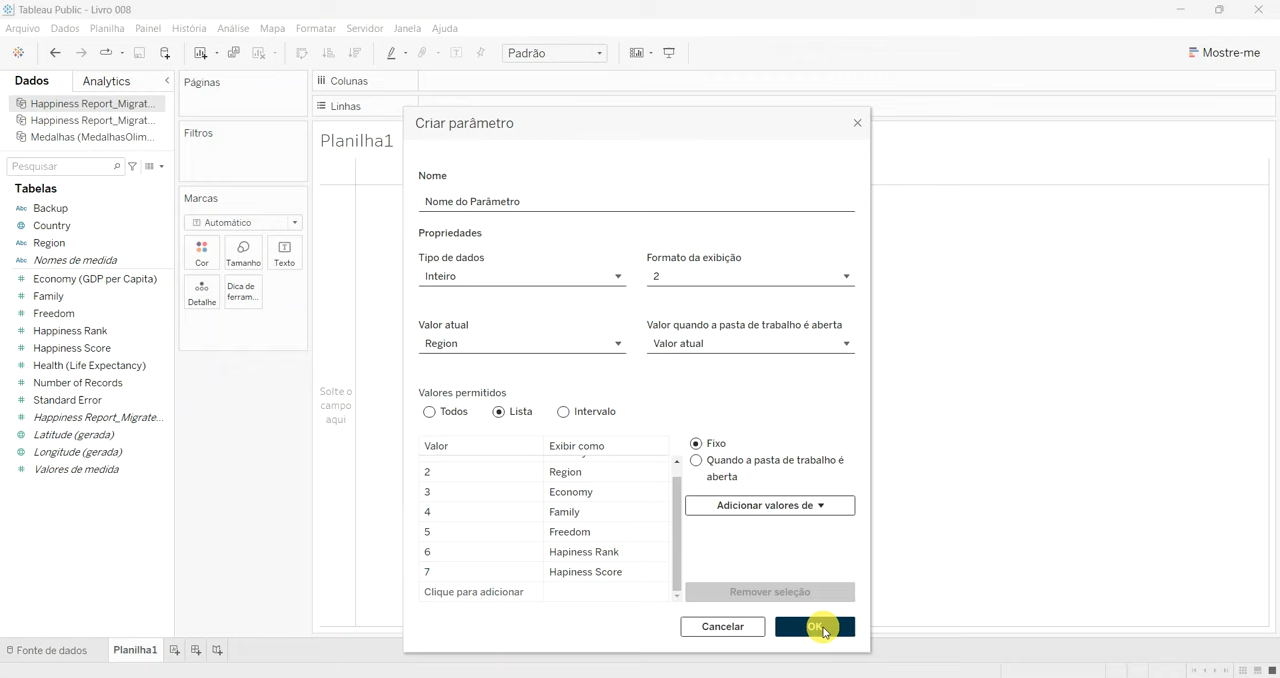 Tableau Public - Livro 008
Arquivo Dados Planilha Painel História Análise Mapa Formatar Servidor Janela Ajuda
Padrão
Mostre-me
Dados Analytics
Happiness Report_Migrat...
Happiness Report_Migrat...
Medalhas (MedalhasOlim...
Pesquisar
Tabelas
Abc Backup
Country
Abc Region
Abc Nomes de medida
Economy (GDP per Capita)
Family
Freedom
Happiness Rank
Happiness Score
Health (Life Expectancy)
Number of Records
Standard Error
Happiness Report_Migrate...
Latitude (gerada)
Longitude (gerada)
Valores de medida
Páginas
Filtros
Marcas
Automático
Cor Tamanho Texto
Detalhe
Dica de
ferram...
Colunas
Linhas
Planilha1
Solte o
campo
aqui
Criar parâmetro
Nome
Nome do Parâmetro
Propriedades
Tipo de dados Formato da exibição
Inteiro 2
Valor atual Valor quando a pasta de trabalho é aberta
Region Valor atual
Valores permitidos
Todos Lista Intervalo
Valor Exibir como
2 Region
3 Economy
4 Family
5 Freedom
6 Hapiness Rank
7 Hapiness Score
Clique para adicionar
Fixo
Quando a pasta de trabalho é
aberta
Adicionar valores de
Remover seleção
Cancelar OK
Fonte de dados Planilha1